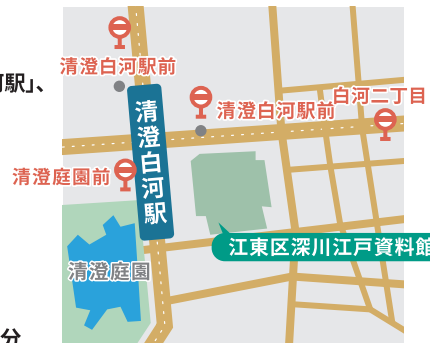 清澄白河駅前
河駅」、
清澄白河駅前
白河二丁目
清澄白河駅
清澄庭園前
江東区深川江戸資料館
清澄庭園
分